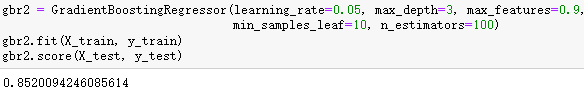 gbr2 = GradientBoostingRegressor(learning_rate=0.05, max_depth=3, max_features=0.9,
min_samples_leaf=10, n_estimators=100)
gbr2.fit(X_train, y_train)
gbr2.score(X_test, y_test)
0.8520094246085614